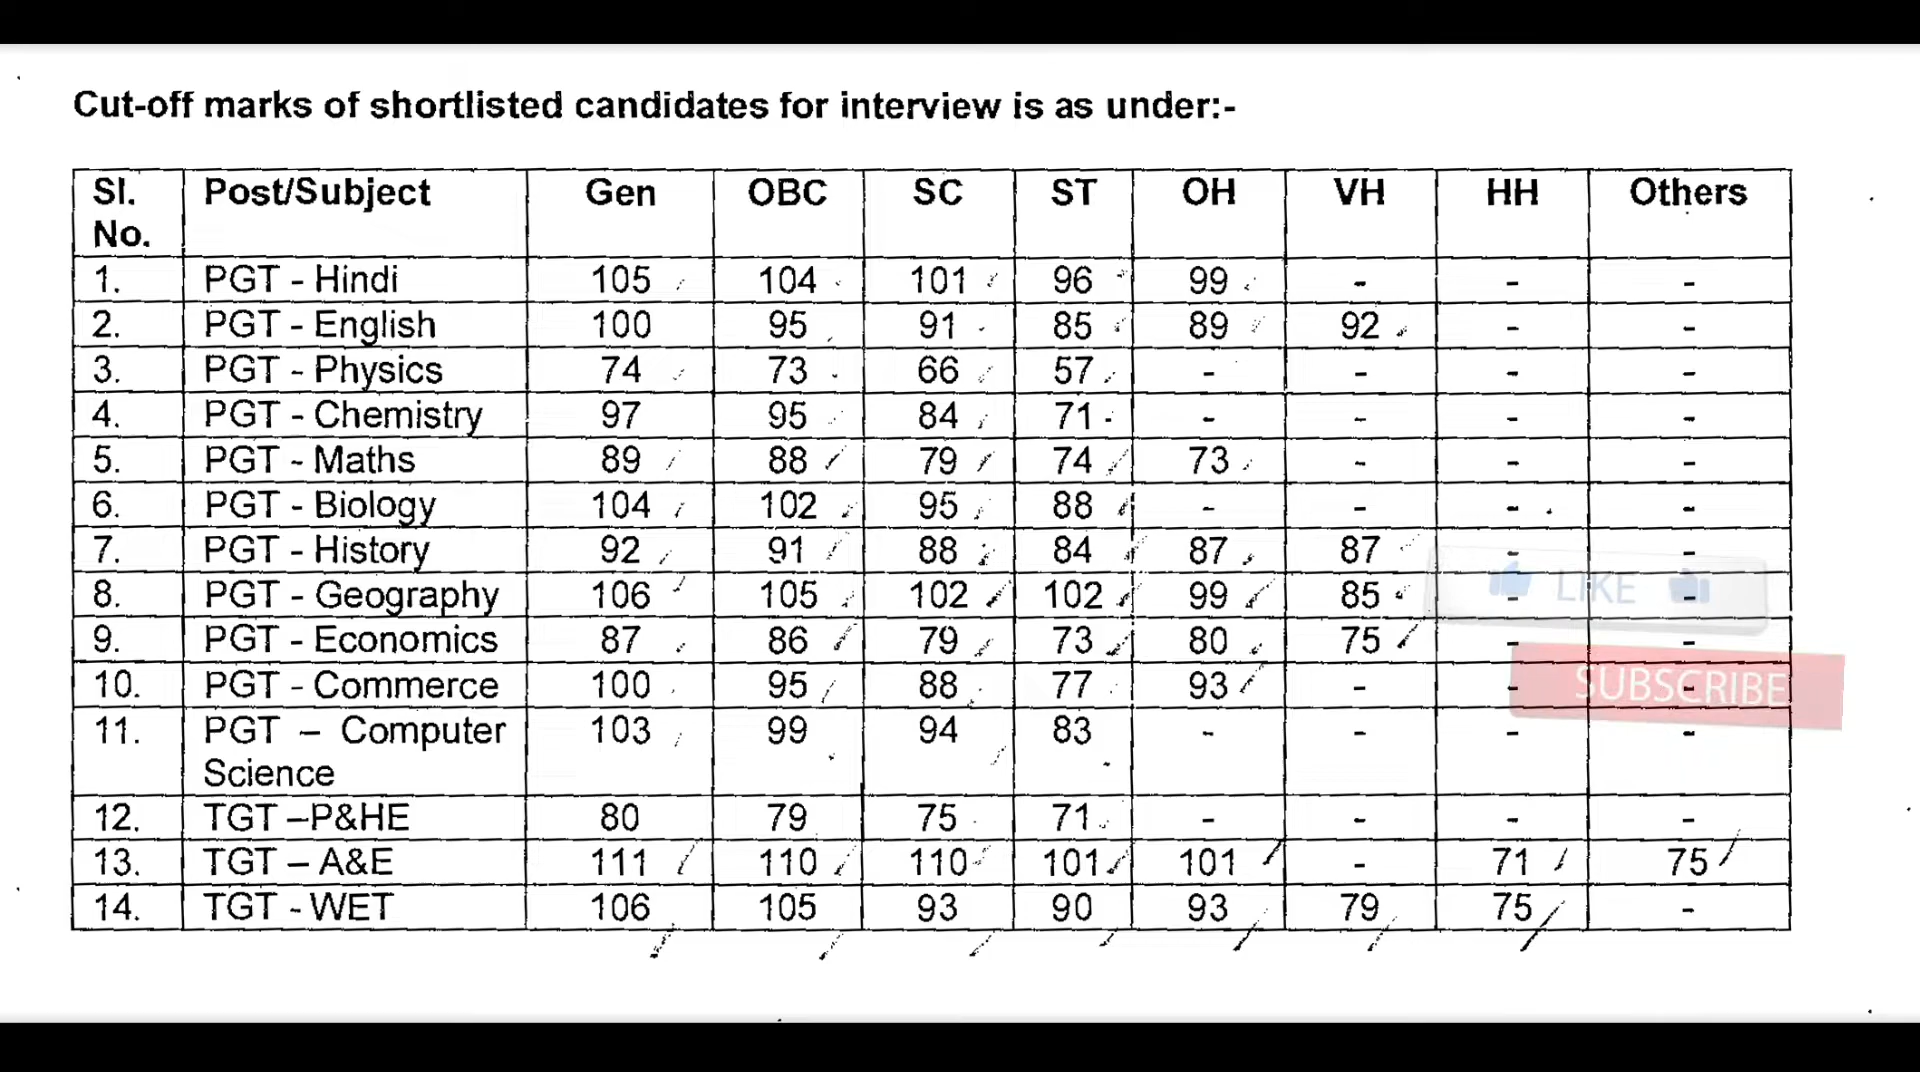 Cut-off marks of shortlisted candidates for interview is as under:-
Sl. No. Post/Subject Gen OBC SC ST OH VH HH Others
1. PGT - Hindi 105 104 101 96 99 - - -
2. PGT - English 100 95 91 85 89 92 - -
3. PGT - Physics 74 73 66 57 - - - -
4. PGT - Chemistry 97 95 84 71 - - - -
5. PGT - Maths 89 88 79 74 73 - - -
6. PGT - Biology 104 102 95 88 - - - -
7. PGT - History 92 91 88 84 87 87 - -
8. PGT - Geography 106 105 102 102 99 85 - -
9. PGT - Economics 87 86 79 73 80 75 - -
10. PGT - Commerce 100 95 88 77 93 - - -
11. PGT – Computer Science 103 99 94 83 - - - -
12. TGT –P&HE 80 79 75 71 - - - -
13. TGT – A&E 111 110 110 101 101 - 71 75
14. TGT - WET 106 105 93 90 93 79 75 -
LIKE
SUBSCRIBE